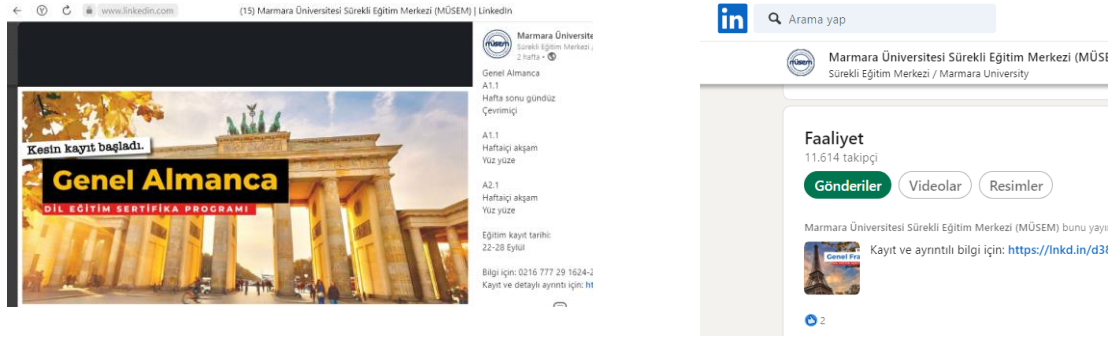 www.linkedin.com
(15) Marmara Üniversitesi Sürekli Eğitim Merkezi (MÜSEM) | LinkedIn
müsem
Marmara Üniversite
Sürekli Eğitim Merkezi
2 hafta •
Genel Almanca
A1.1
Hafta sonu gündüz
Çevrimiçi
A1.1
Haftaiçi akşam
Yüz yüze
A2.1
Haftaiçi akşam
Yüz yüze
Eğitim kayıt tarihi:
22-28 Eylül
Bilgi için: 0216 777 29 1624-2
Kayıt ve detaylı ayrıntı için: ht
Kesin kayıt başladı.
Genel Almanca
DİL EĞİTİM SERTİFİKA PROGRAMI
in
Arama yap
müsem
Marmara Üniversitesi Sürekli Eğitim Merkezi (MÜSE
Sürekli Eğitim Merkezi / Marmara University
Faaliyet
11.614 takipçi
Gönderiler
Videolar
Resimler
Marmara Üniversitesi Sürekli Eğitim Merkezi (MÜSEM) bunu yayı
Genel Fra
Kayıt ve ayrıntılı bilgi için: https://lnkd.in/d38
2